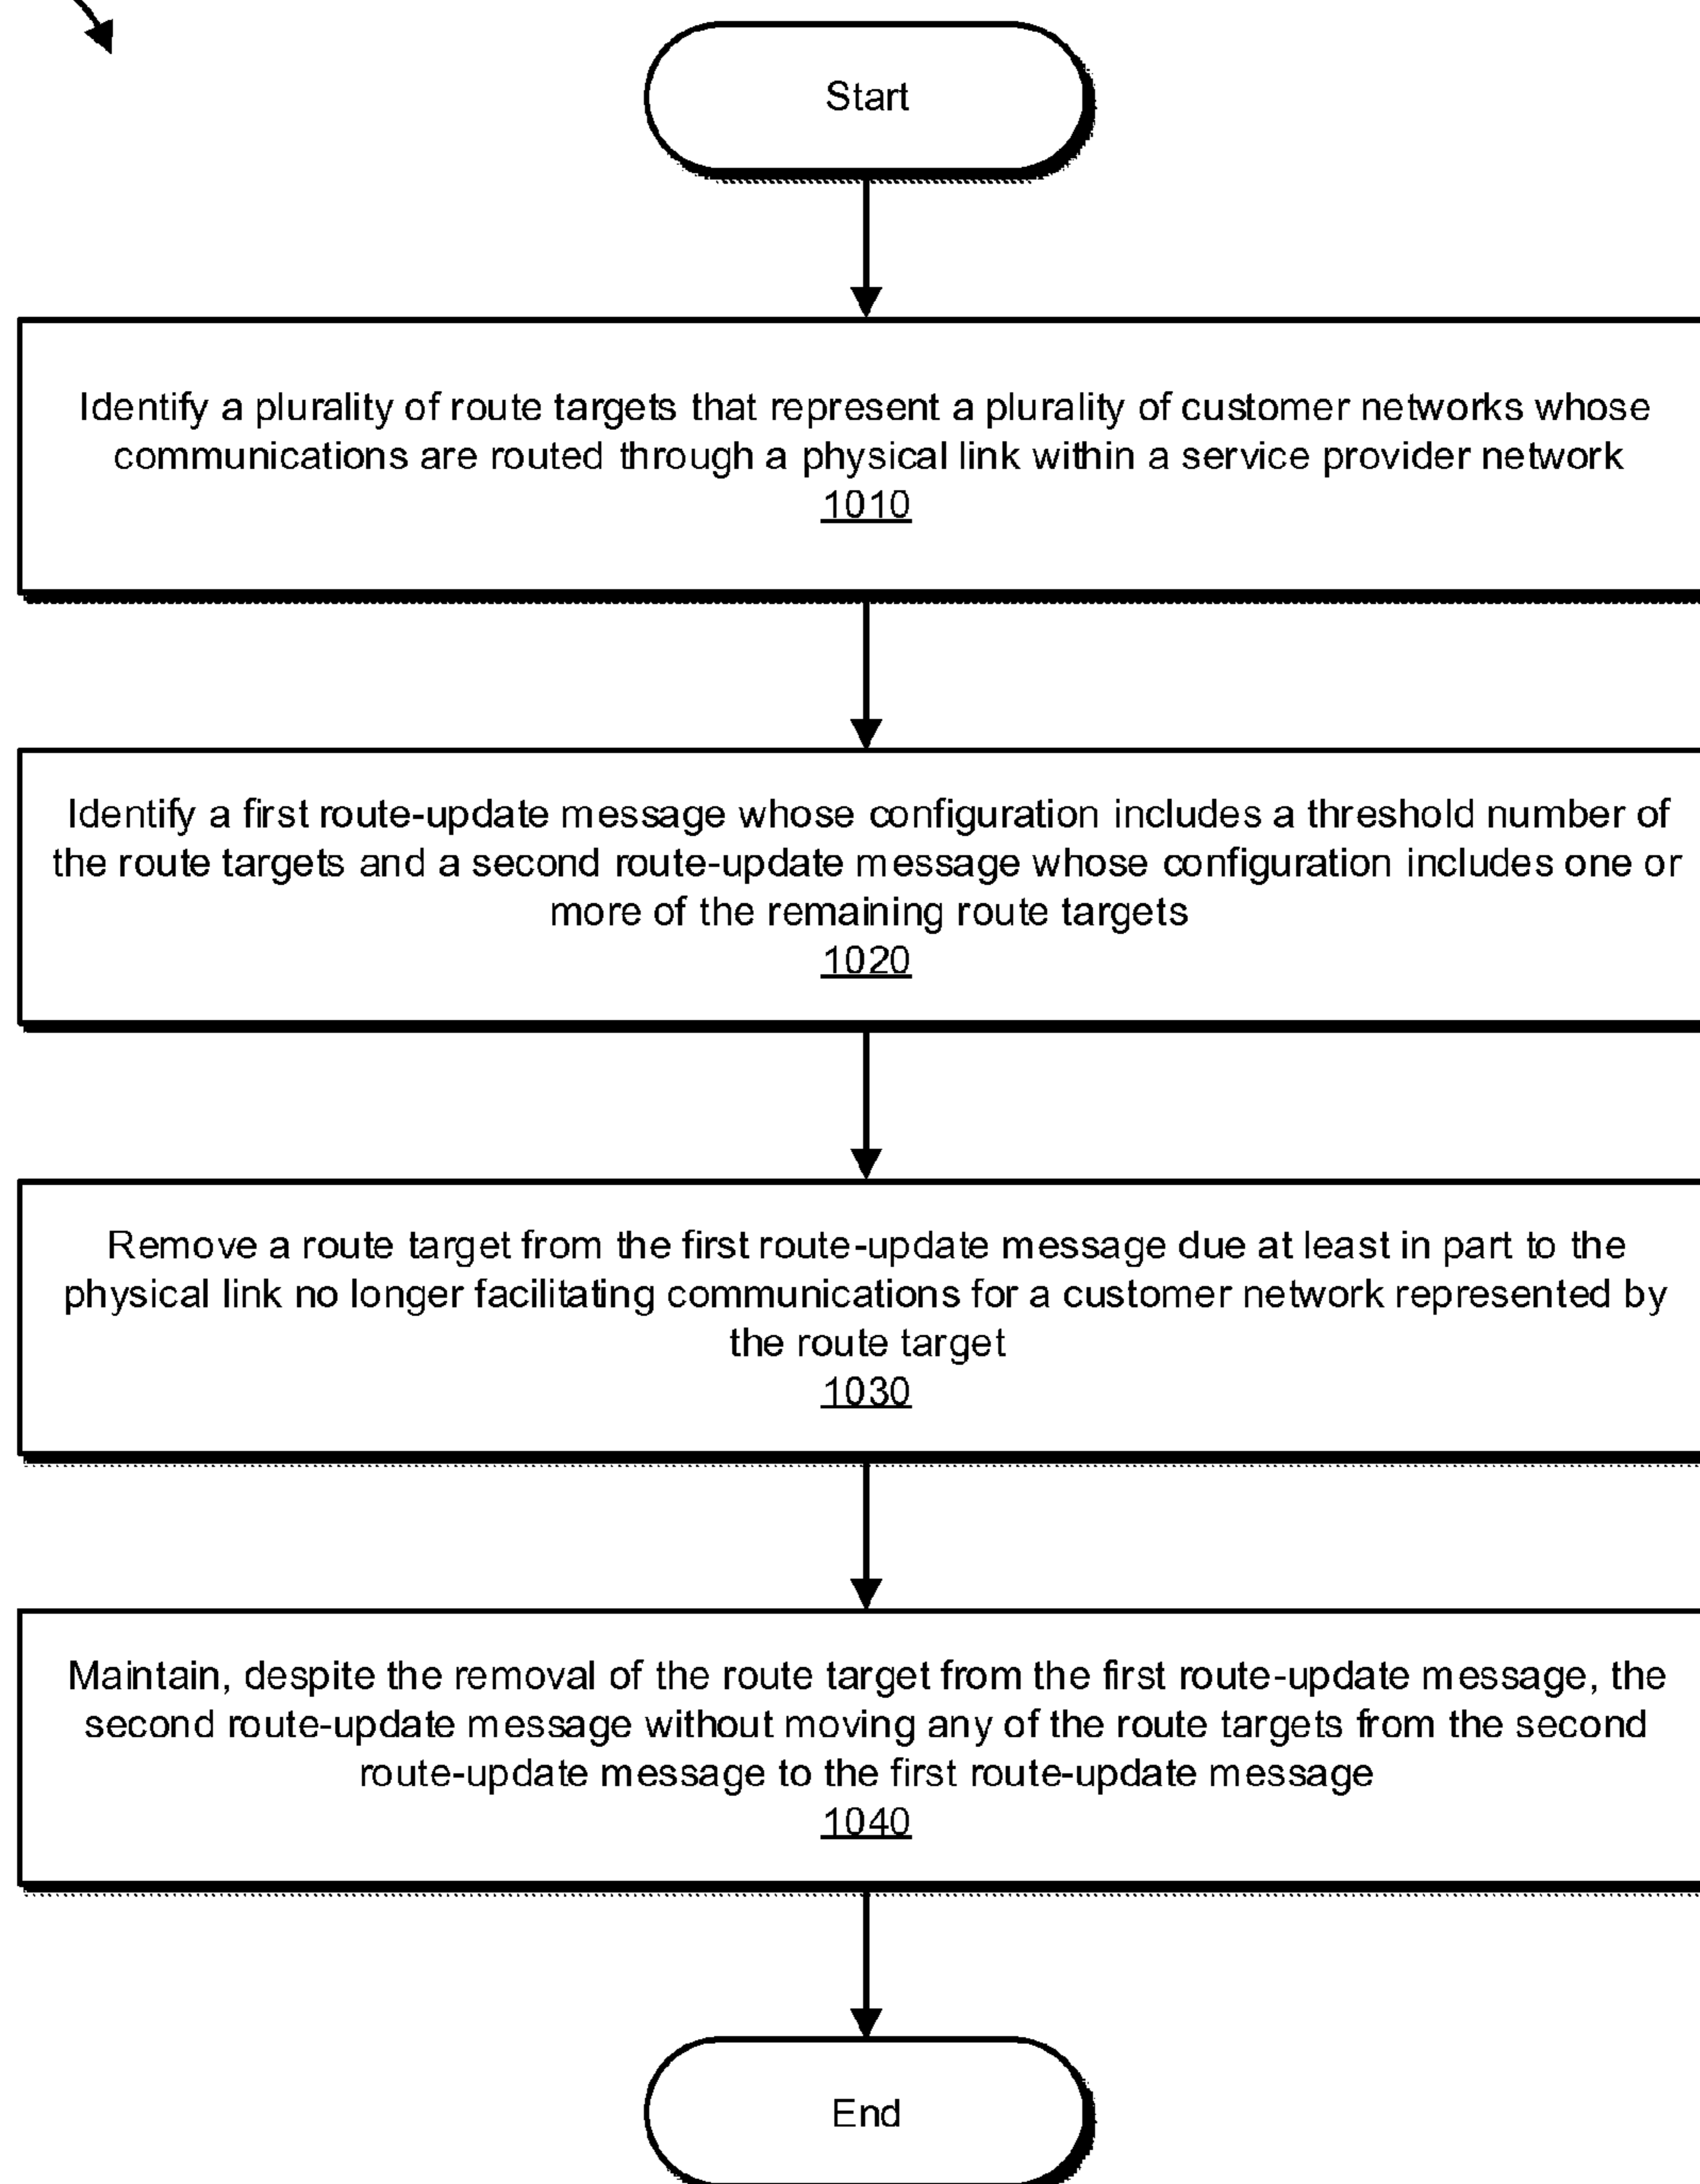 Start
Identify a plurality of route targets that represent a plurality of customer networks whose
communications are routed through a physical link within a service provider network
1010
Identify a first route-update message whose configuration includes a threshold number of
the route targets and a second route-update message whose configuration includes one or
more of the remaining route targets
1020
Remove a route target from the first route-update message due at least in part to the
physical link no longer facilitating communications for a customer network represented by
the route target
1030
Maintain, despite the removal of the route target from the first route-update message, the
second route-update message without moving any of the route targets from the second
route-update message to the first route-update message
1040
End